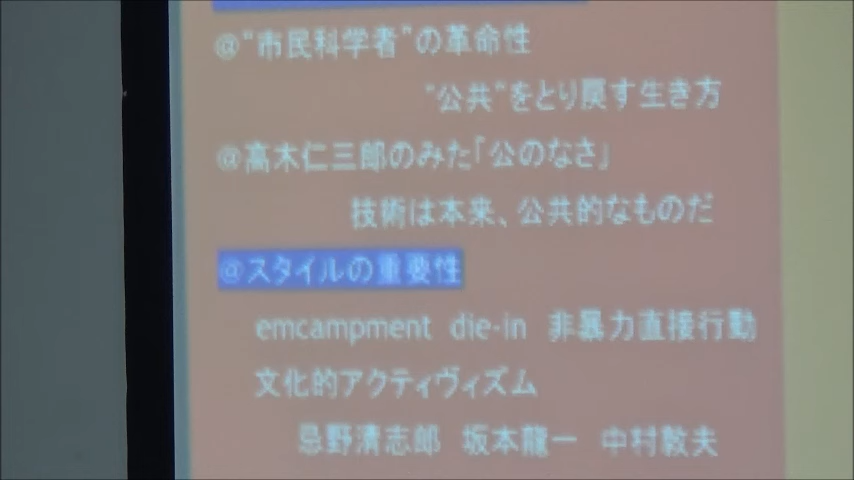 @“市民科学者”の革命性
“公共”をとり戻す生き方
@高木仁三郎のみた「公のなさ」
技術は本来、公共的なものだ
@スタイルの重要性
emcampment die-in 非暴力直接行動
文化的アクティヴィズム
忌野清志郎 坂本龍一 中村敦夫